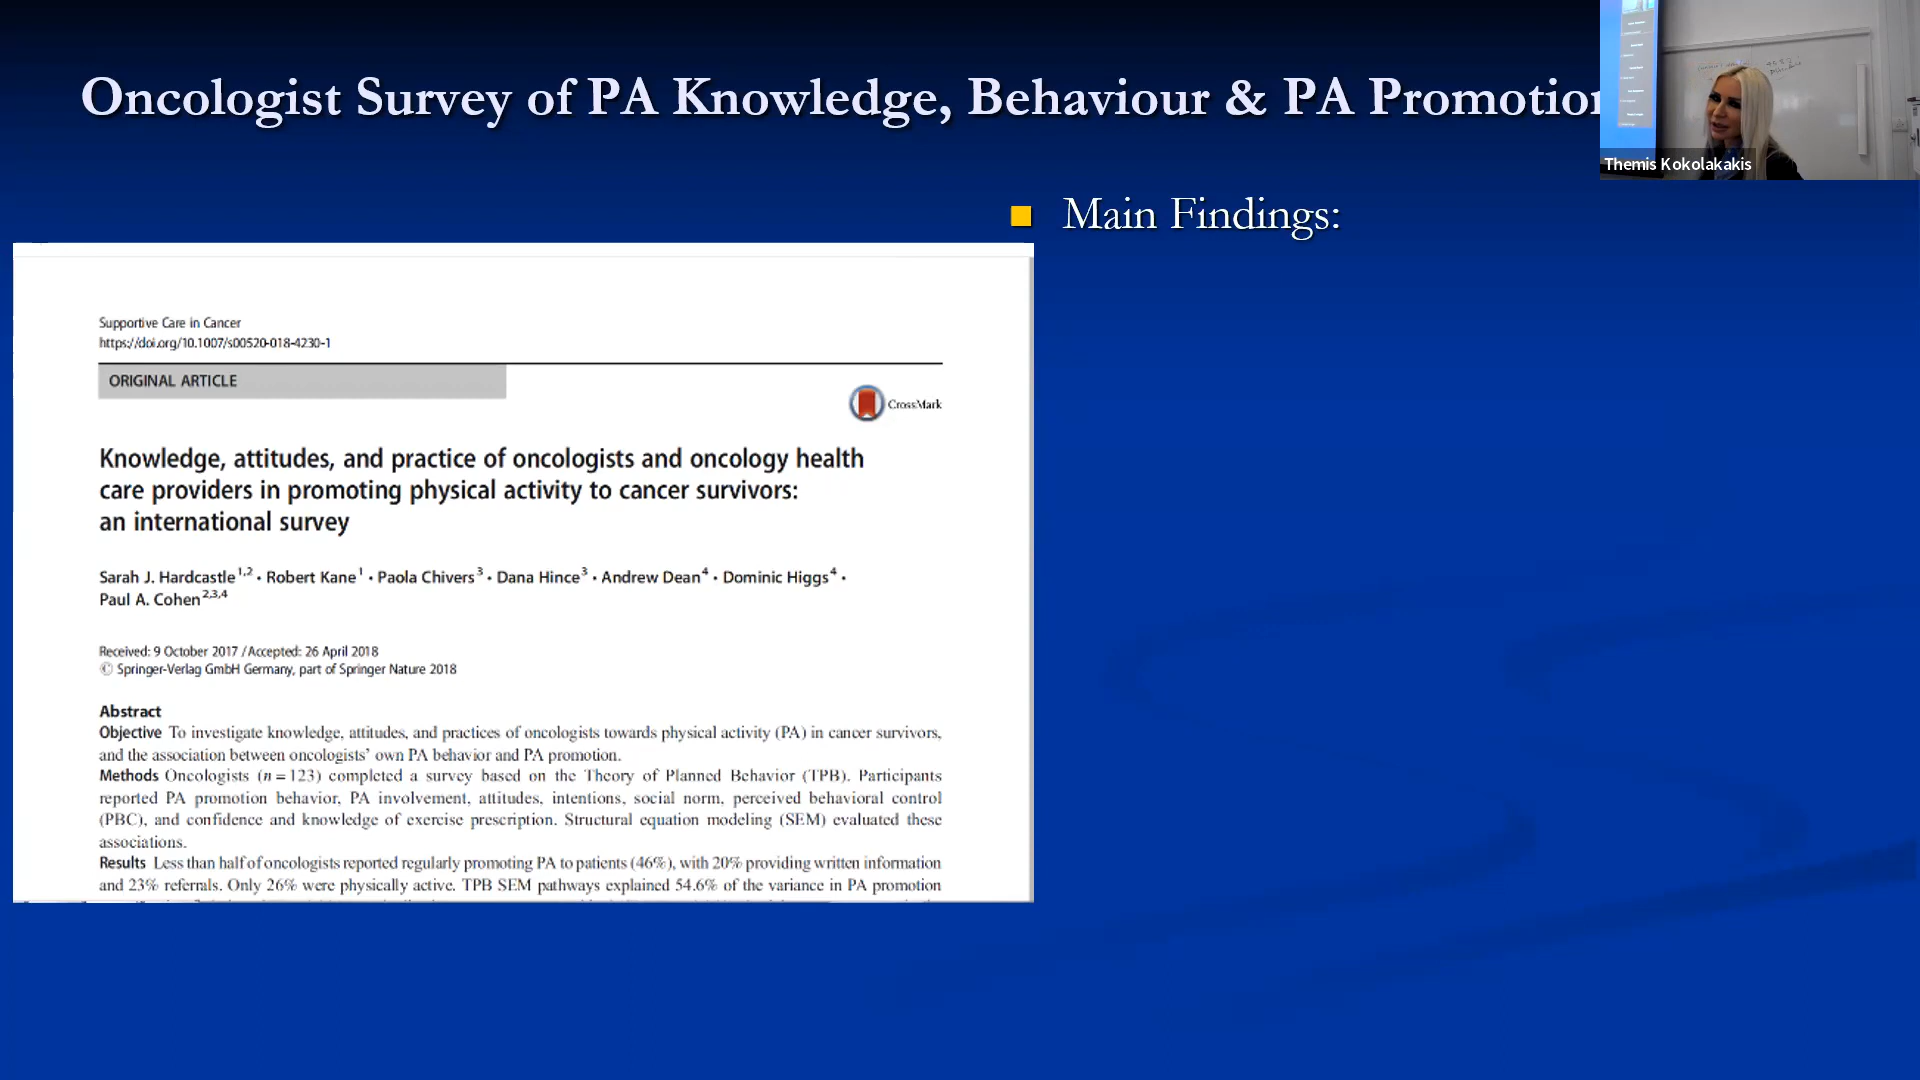 Oncologist Survey of PA Knowledge, Behaviour & PA Promotion
Themis Kokolakakis
Main Findings:
Supportive Care in Cancer
https://doi.org/10.1007/s00520-018-4230-1
ORIGINAL ARTICLE
CrossMark
Knowledge, attitudes, and practice of oncologists and oncology health
care providers in promoting physical activity to cancer survivors:
an international survey
Sarah J. Hardcastle1,2 · Robert Kane1 · Paola Chivers3 · Dana Hince3 · Andrew Dean4 · Dominic Higgs4 ·
Paul A. Cohen2,3,4
Received: 9 October 2017 / Accepted: 26 April 2018
© Springer-Verlag GmbH Germany, part of Springer Nature 2018
Abstract
Objective To investigate knowledge, attitudes, and practices of oncologists towards physical activity (PA) in cancer survivors,
and the association between oncologists' own PA behavior and PA promotion.
Methods Oncologists (n = 123) completed a survey based on the Theory of Planned Behavior (TPB). Participants
reported PA promotion behavior, PA involvement, attitudes, intentions, social norm, perceived behavioral control
(PBC), and confidence and knowledge of exercise prescription. Structural equation modeling (SEM) evaluated these
associations.
Results Less than half of oncologists reported regularly promoting PA to patients (46%), with 20% providing written information
and 23% referrals. Only 26% were physically active. TPB SEM pathways explained 54.6% of the variance in PA promotion